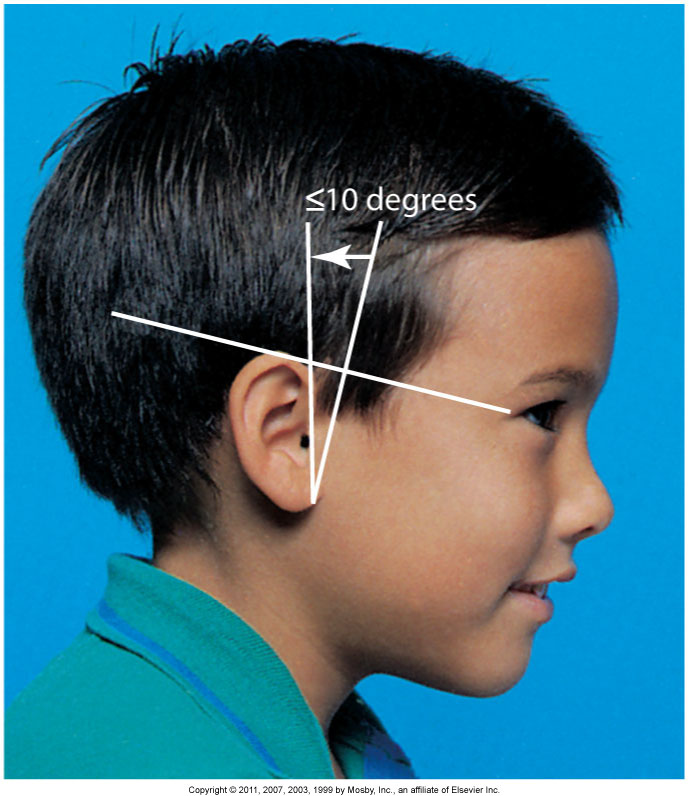 ≤10 degrees
Copyright © 2011, 2007, 2003, 1999 by Mosby, Inc., an affiliate of Elsevier Inc.